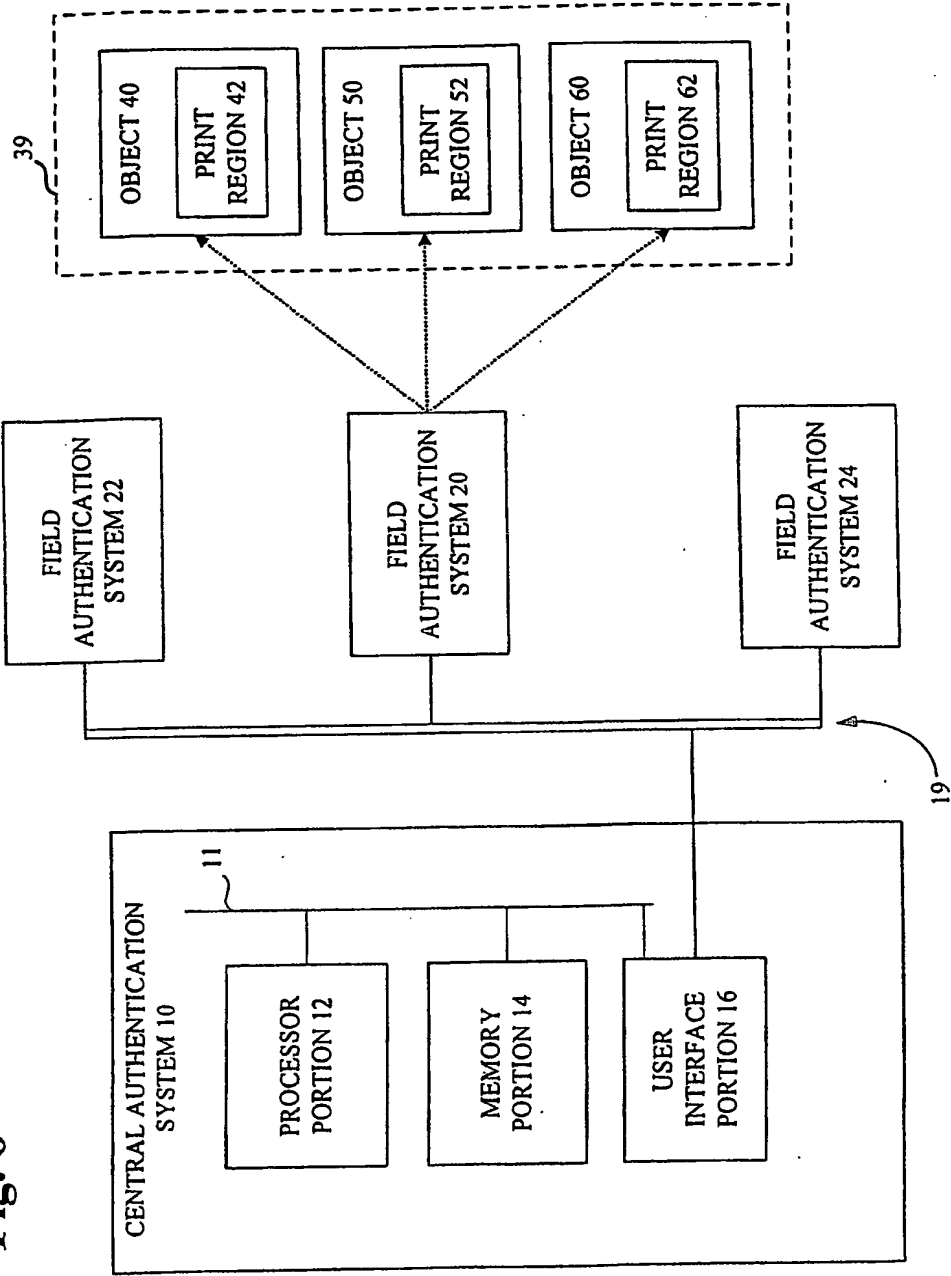 CENTRAL AUTHENTICATION
SYSTEM 10
11
PROCESSOR
PORTION 12
MEMORY
PORTION 14
USER
INTERFACE
PORTION 16
19
FIELD
AUTHENTICATION
SYSTEM 22
FIELD
AUTHENTICATION
SYSTEM 20
FIELD
AUTHENTICATION
SYSTEM 24
39
OBJECT 40
PRINT
REGION 42
OBJECT 50
PRINT
REGION 52
OBJECT 60
PRINT
REGION 62
Fig.